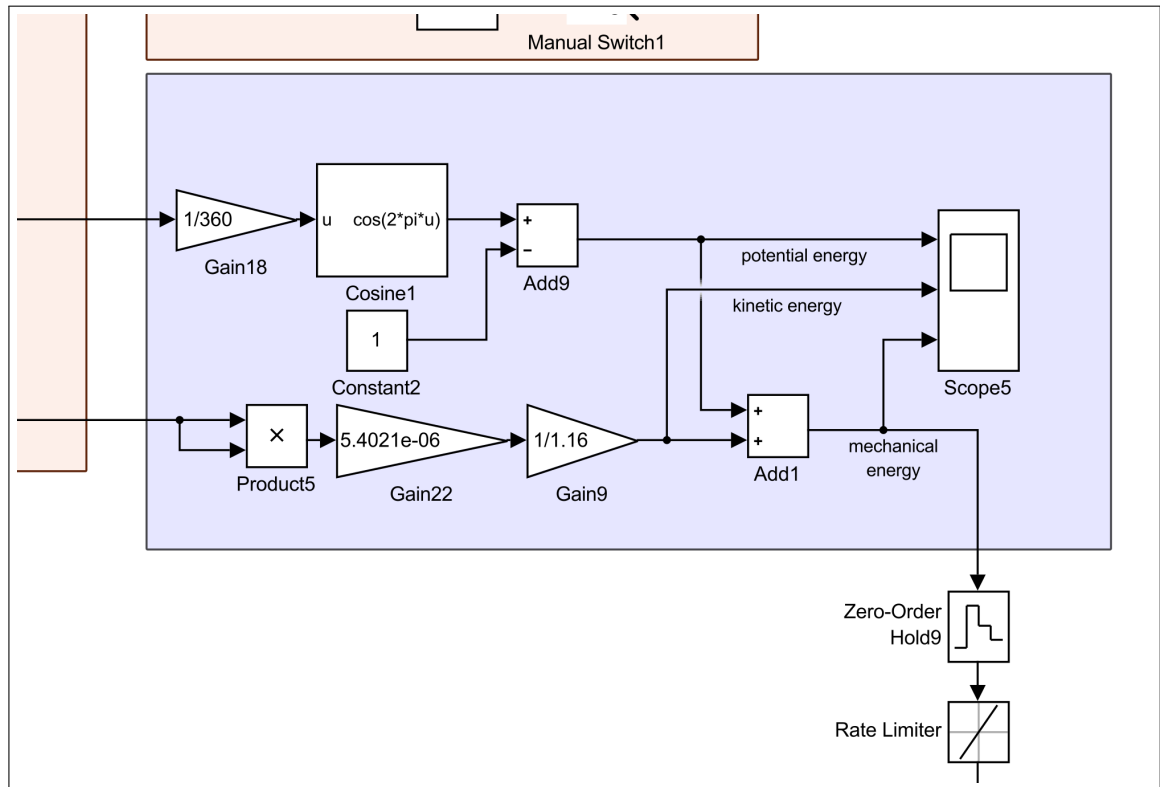 Manual Switch1
1/360
u cos(2*pi*u)
+
−
Gain18
Cosine1
Add9
potential energy
kinetic energy
1
Constant2
Scope5
×
5.4021e-06
1/1.16
+
+
Product5
Gain22
Gain9
Add1
mechanical
energy
Zero-Order
Hold9
Rate Limiter